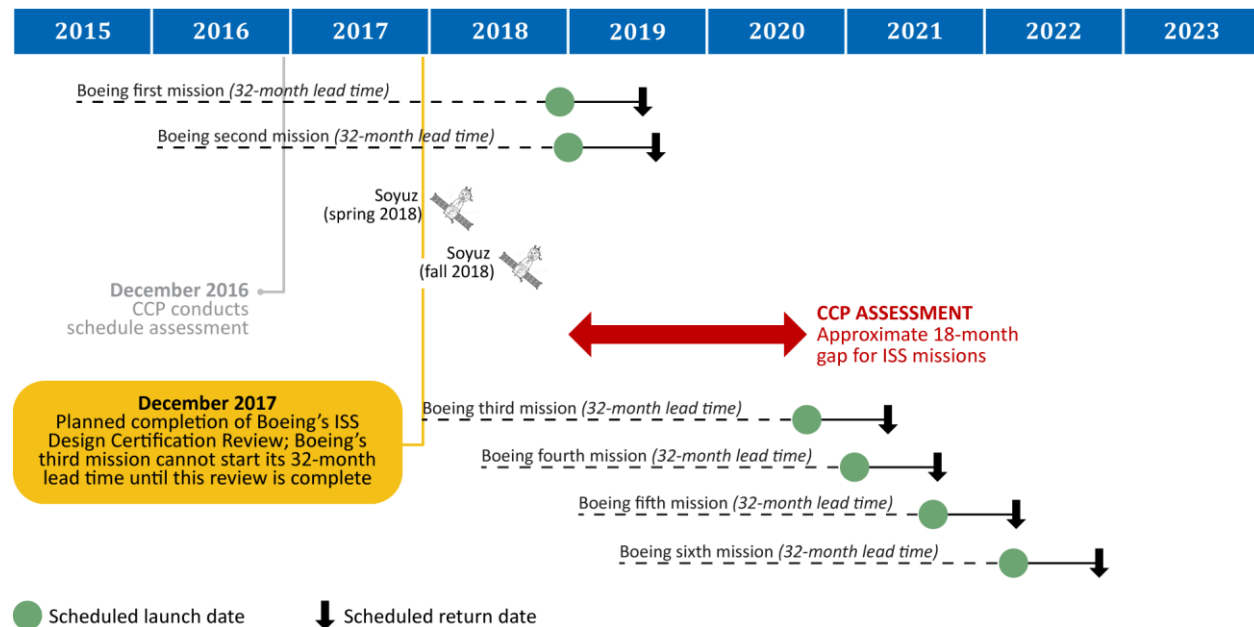 2015 2016 2017 2018 2019 2020 2021 2022 2023
Boeing first mission (32-month lead time)
Boeing second mission (32-month lead time)
Soyuz
(spring 2018)
Soyuz
(fall 2018)
December 2016
CCP conducts
schedule assessment
CCP ASSESSMENT
Approximate 18-month
gap for ISS missions
December 2017
Planned completion of Boeing’s ISS
Design Certification Review; Boeing’s
third mission cannot start its 32-month
lead time until this review is complete
Boeing third mission (32-month lead time)
Boeing fourth mission (32-month lead time)
Boeing fifth mission (32-month lead time)
Boeing sixth mission (32-month lead time)
Scheduled launch date
Scheduled return date